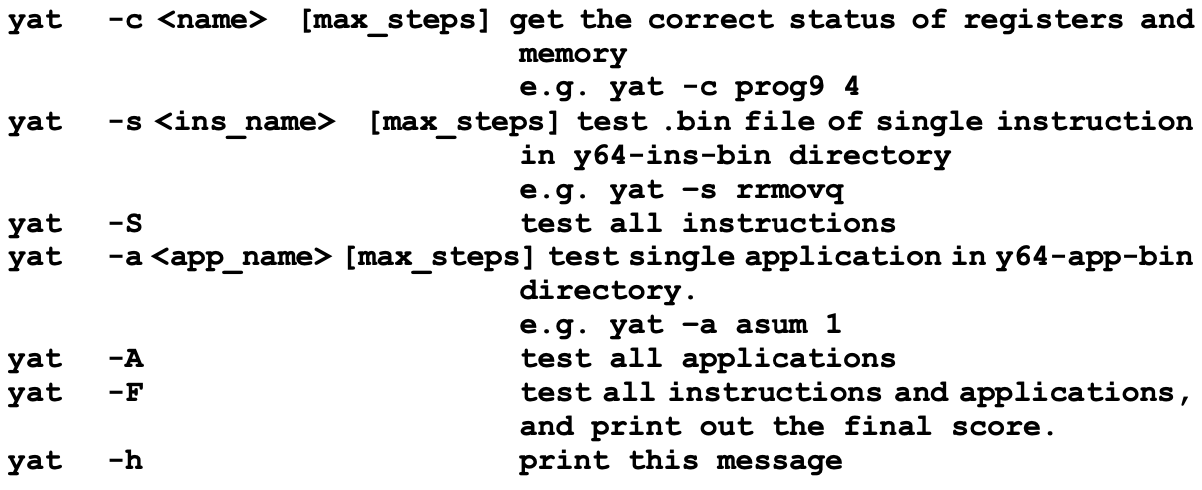 yat -c <name> [max_steps] get the correct status of registers and
memory
e.g. yat -c prog9 4
yat -s <ins_name> [max_steps] test .bin file of single instruction
in y64-ins-bin directory
e.g. yat –s rrmovq
yat -S test all instructions
yat -a <app_name> [max_steps] test single application in y64-app-bin
directory.
e.g. yat –a asum 1
yat -A test all applications
yat -F test all instructions and applications,
and print out the final score.
yat -h print this message